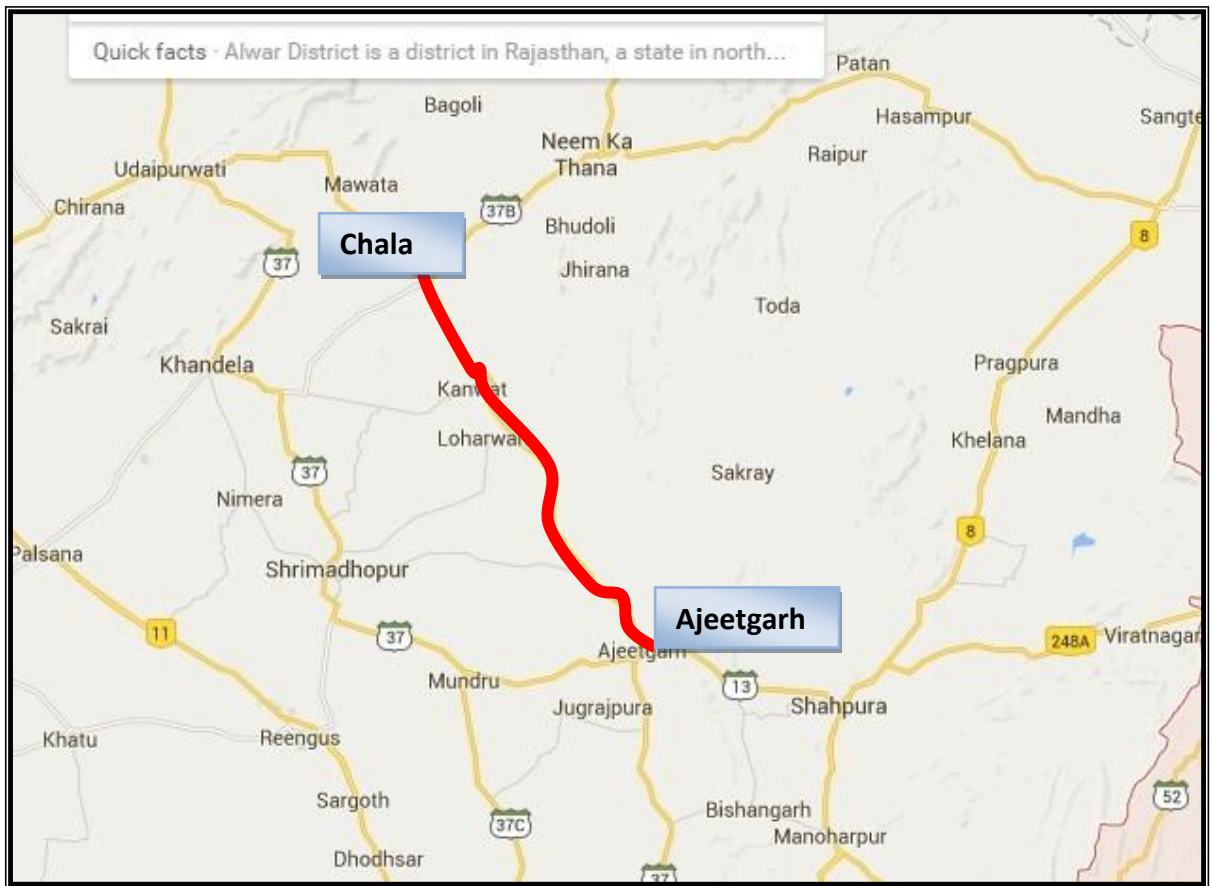 Quick facts · Alwar District is a district in Rajasthan, a state in north...
Patan
Bagoli
Hasampur
Sangte
Neem Ka
Thana
Raipur
Udaipurwati
Mawata
Chirana
37B
Bhudoli
8
Chala
37
Jhirana
Toda
Sakrai
Khandela
Pragpura
Kanwat
Mandha
Loharwa
Khelana
37
Sakray
Nimera
8
Palsana
Shrimadhopur
Ajeetgarh
11
37
248A
Viratnagar
Ajeetgarh
Mundru
13
Jugrajpura
Shahpura
Khatu
Reengus
Sargoth
52
Bishangarh
37C
Manoharpur
Dhodhsar
37